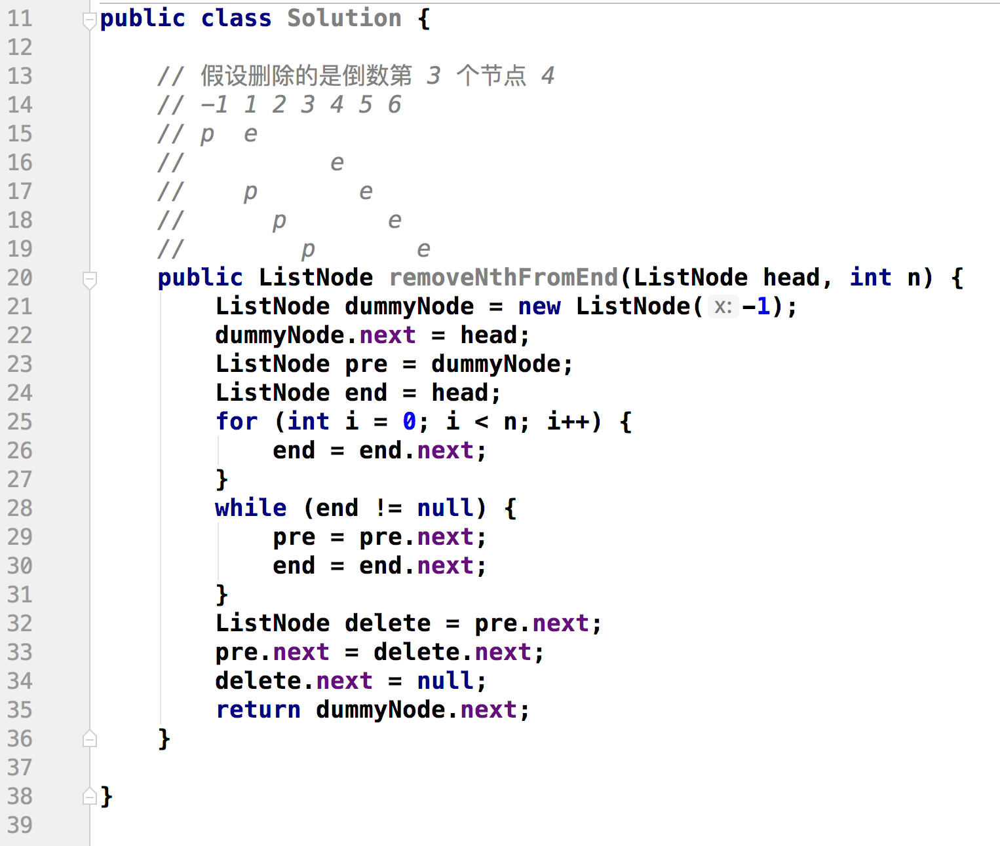 11 public class Solution {
12
13     // 假设删除的是倒数第 3 个节点 4
14     // -1 1 2 3 4 5 6
15     // p  e
16     //          e
17     //    p       e
18     //      p       e
19     //        p       e
20     public ListNode removeNthFromEnd(ListNode head, int n) {
21         ListNode dummyNode = new ListNode( x: -1);
22         dummyNode.next = head;
23         ListNode pre = dummyNode;
24         ListNode end = head;
25         for (int i = 0; i < n; i++) {
26             end = end.next;
27         }
28         while (end != null) {
29             pre = pre.next;
30             end = end.next;
31         }
32         ListNode delete = pre.next;
33         pre.next = delete.next;
34         delete.next = null;
35         return dummyNode.next;
36     }
37
38 }
39